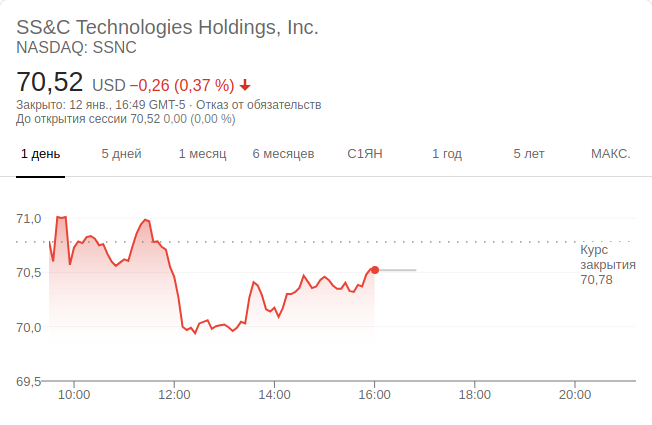 SS&C Technologies Holdings, Inc.
NASDAQ: SSNC
70,52 USD −0,26 (0,37 %)
Закрыто: 12 янв., 16:49 GMT-5 · Отказ от обязательств
До открытия сессии 70,52 0,00 (0,00 %)
1 день 5 дней 1 месяц 6 месяцев С1ЯН 1 год 5 лет МАКС.
71,0
Курс
закрытия
70,78
70,5
70,0
69,5
10:00 12:00 14:00 16:00 18:00 20:00